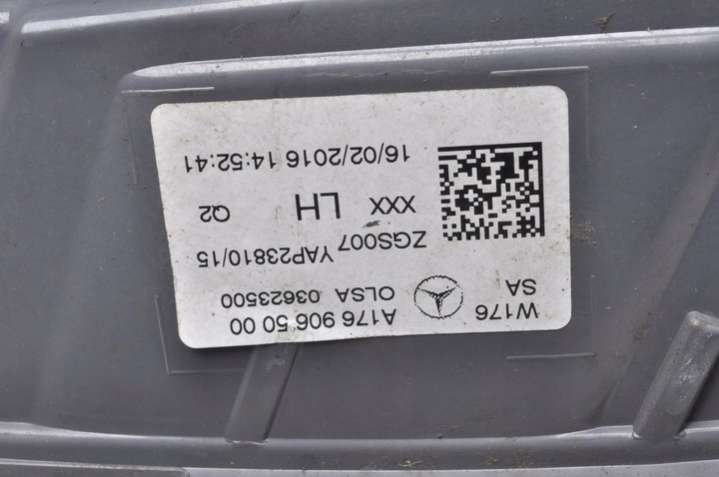 W176 A176 906 50 00
SA OLSA 03623500
ZGS007 YAP23810/15
XXX LH Q2
16/02/2016 14:52:41